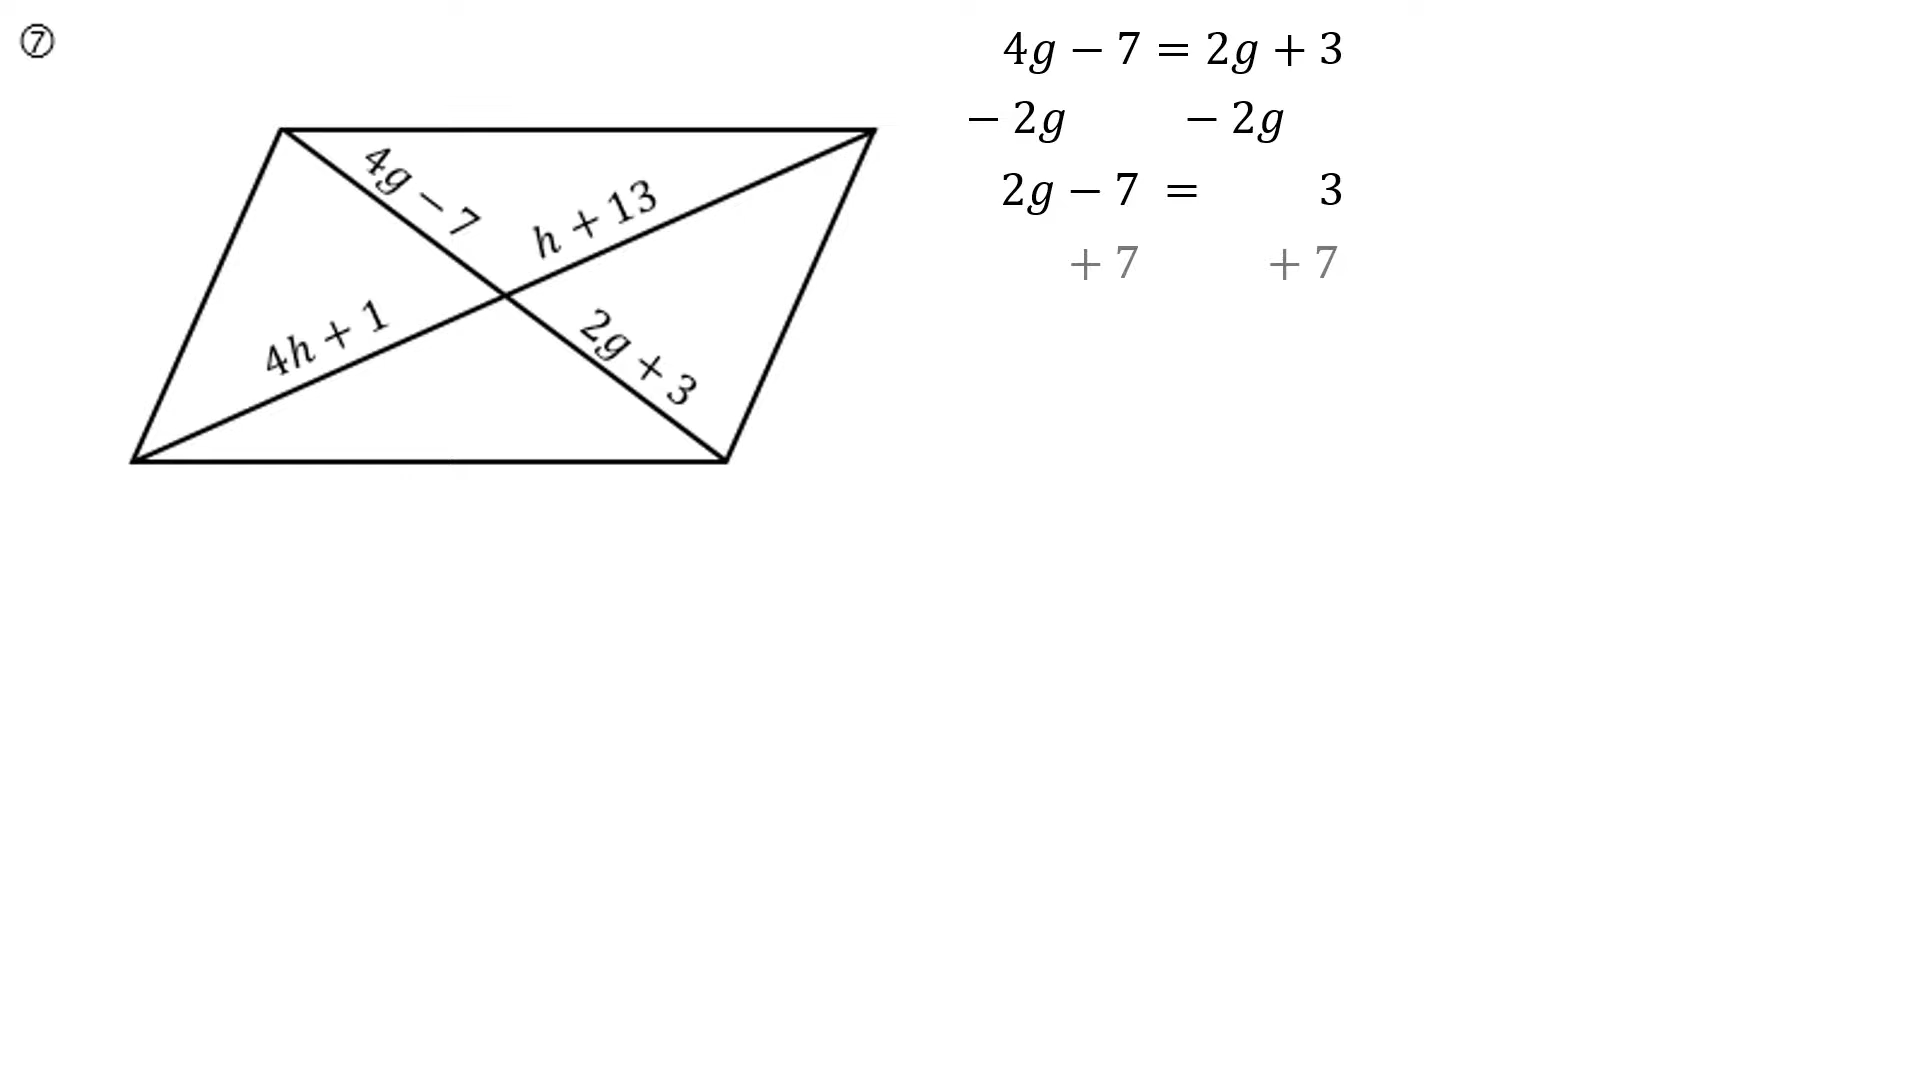 ⑦
4g − 7
h + 13
4h + 1
2g + 3
4g − 7 = 2g + 3
− 2g − 2g
2g − 7 = 3
+ 7 + 7